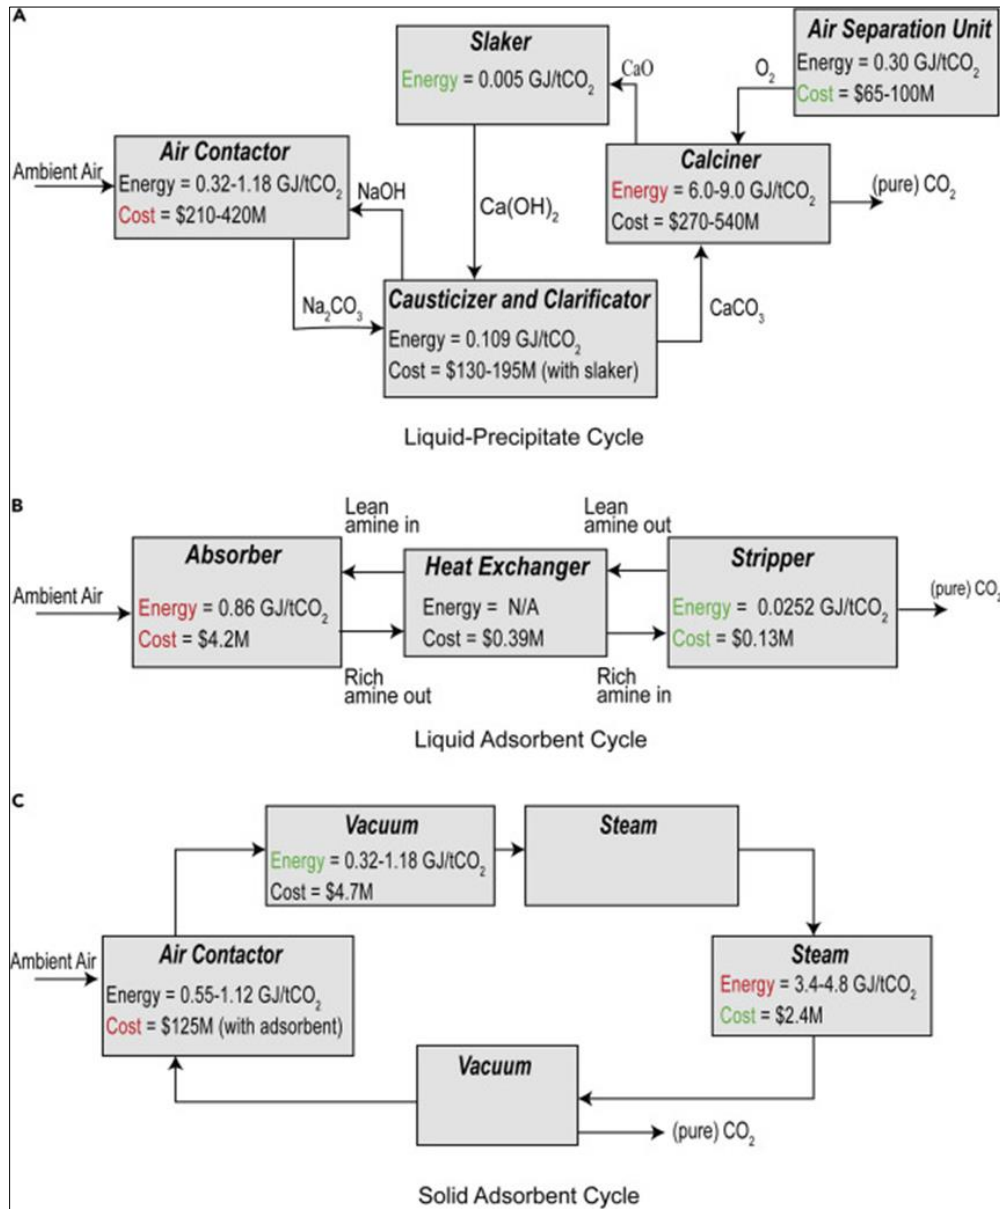 A
Slaker
Energy = 0.005 GJ/tCO₂
CaO
O₂
Air Separation Unit
Energy = 0.30 GJ/tCO₂
Cost = $65-100M
Ambient Air
Air Contactor
Energy = 0.32-1.18 GJ/tCO₂
Cost = $210-420M
NaOH
Ca(OH)₂
Calciner
Energy = 6.0-9.0 GJ/tCO₂
Cost = $270-540M
(pure) CO₂
Na₂CO₃
Causticizer and Clarificator
Energy = 0.109 GJ/tCO₂
Cost = $130-195M (with slaker)
CaCO₃
Liquid-Precipitate Cycle
B
Lean
amine in
Lean
amine out
Ambient Air
Absorber
Energy = 0.86 GJ/tCO₂
Cost = $4.2M
Heat Exchanger
Energy = N/A
Cost = $0.39M
Stripper
Energy = 0.0252 GJ/tCO₂
Cost = $0.13M
(pure) CO₂
Rich
amine out
Rich
amine in
Liquid Adsorbent Cycle
C
Vacuum
Energy = 0.32-1.18 GJ/tCO₂
Cost = $4.7M
Steam
Ambient Air
Air Contactor
Energy = 0.55-1.12 GJ/tCO₂
Cost = $125M (with adsorbent)
Steam
Energy = 3.4-4.8 GJ/tCO₂
Cost = $2.4M
Vacuum
(pure) CO₂
Solid Adsorbent Cycle